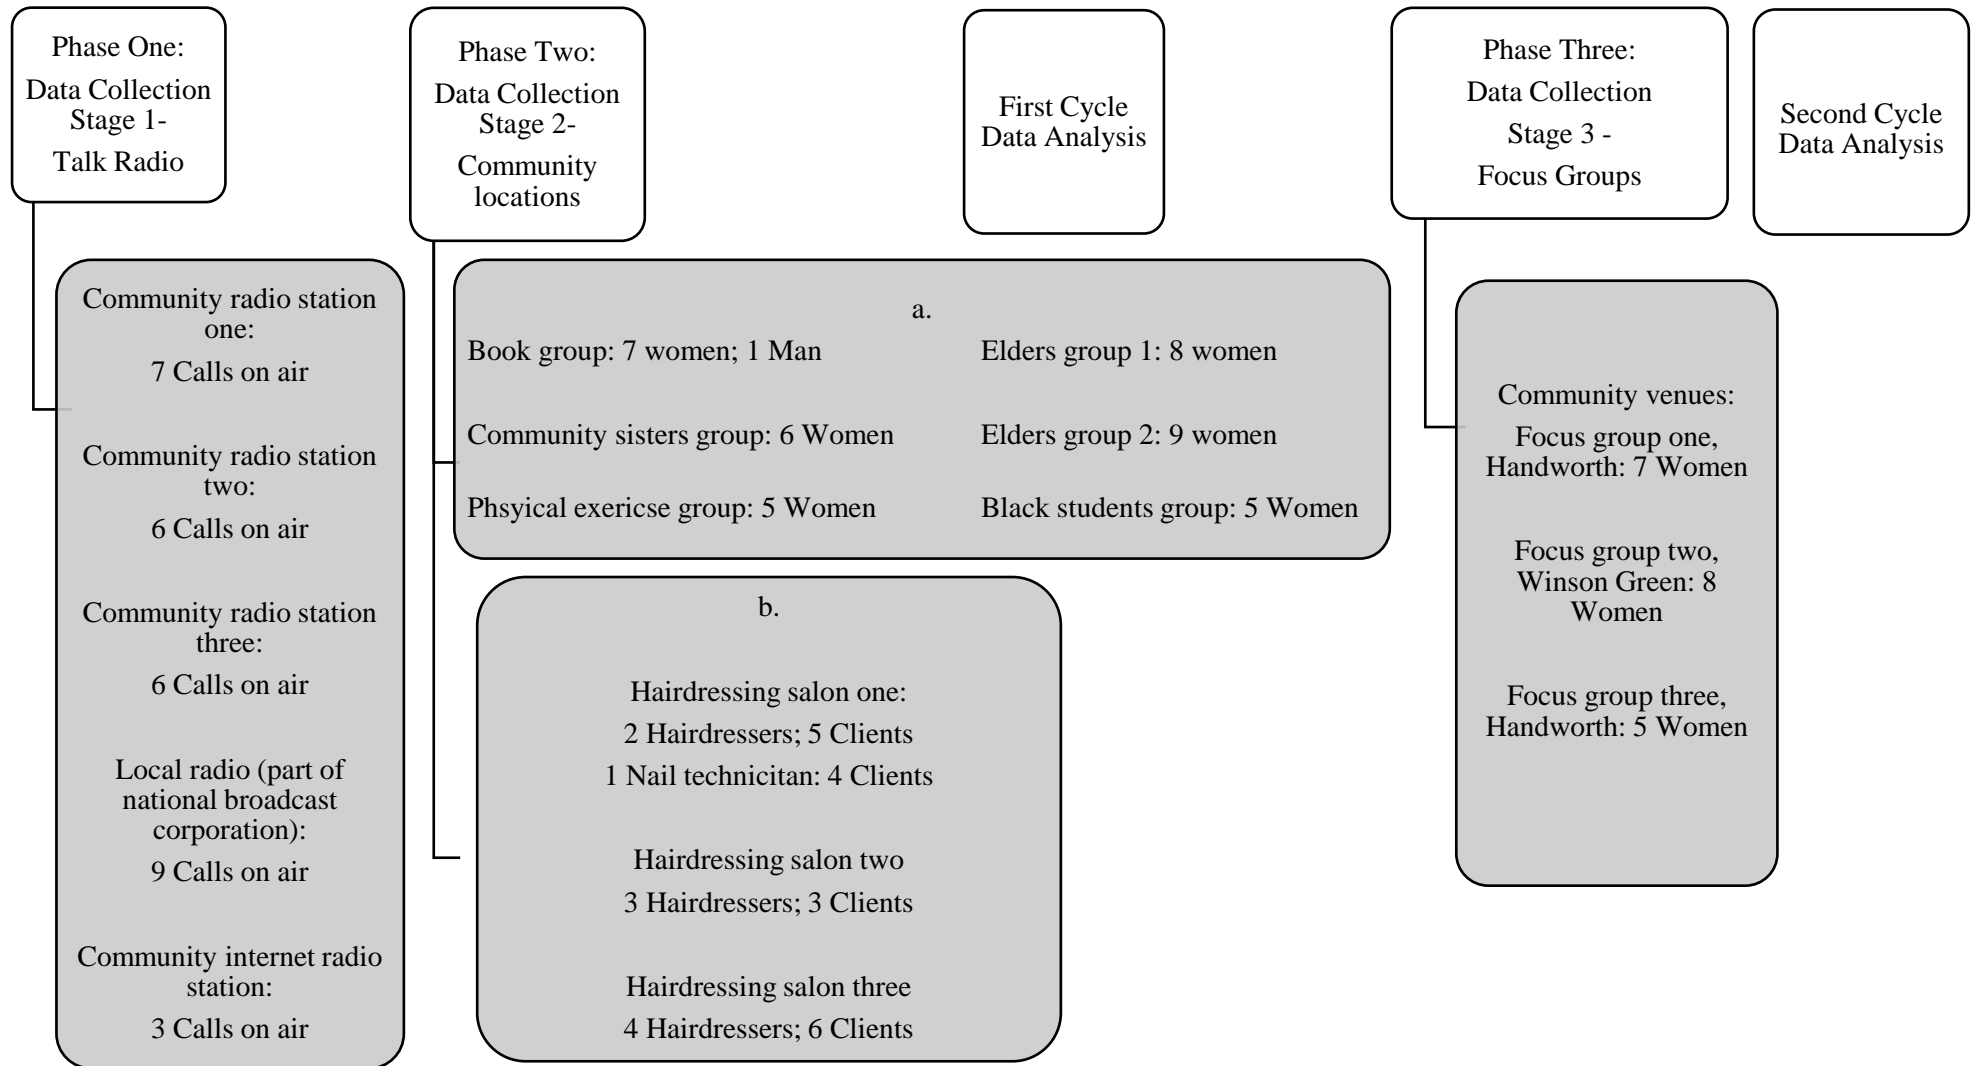 Phase One:
Data Collection
Stage 1-
Talk Radio
Phase Two:
Data Collection
Stage 2-
Community
locations
First Cycle
Data Analysis
Phase Three:
Data Collection
Stage 3 -
Focus Groups
Second Cycle
Data Analysis
Community radio station
one:
7 Calls on air
Community radio station
two:
6 Calls on air
Community radio station
three:
6 Calls on air
Local radio (part of
national broadcast
corporation):
9 Calls on air
Community internet radio
station:
3 Calls on air
a.
Book group: 7 women; 1 Man
Elders group 1: 8 women
Community sisters group: 6 Women
Elders group 2: 9 women
Phsyical exericse group: 5 Women
Black students group: 5 Women
b.
Hairdressing salon one:
2 Hairdressers; 5 Clients
1 Nail technicitan: 4 Clients
Hairdressing salon two
3 Hairdressers; 3 Clients
Hairdressing salon three
4 Hairdressers; 6 Clients
Community venues:
Focus group one,
Handworth: 7 Women
Focus group two,
Winson Green: 8
Women
Focus group three,
Handworth: 5 Women